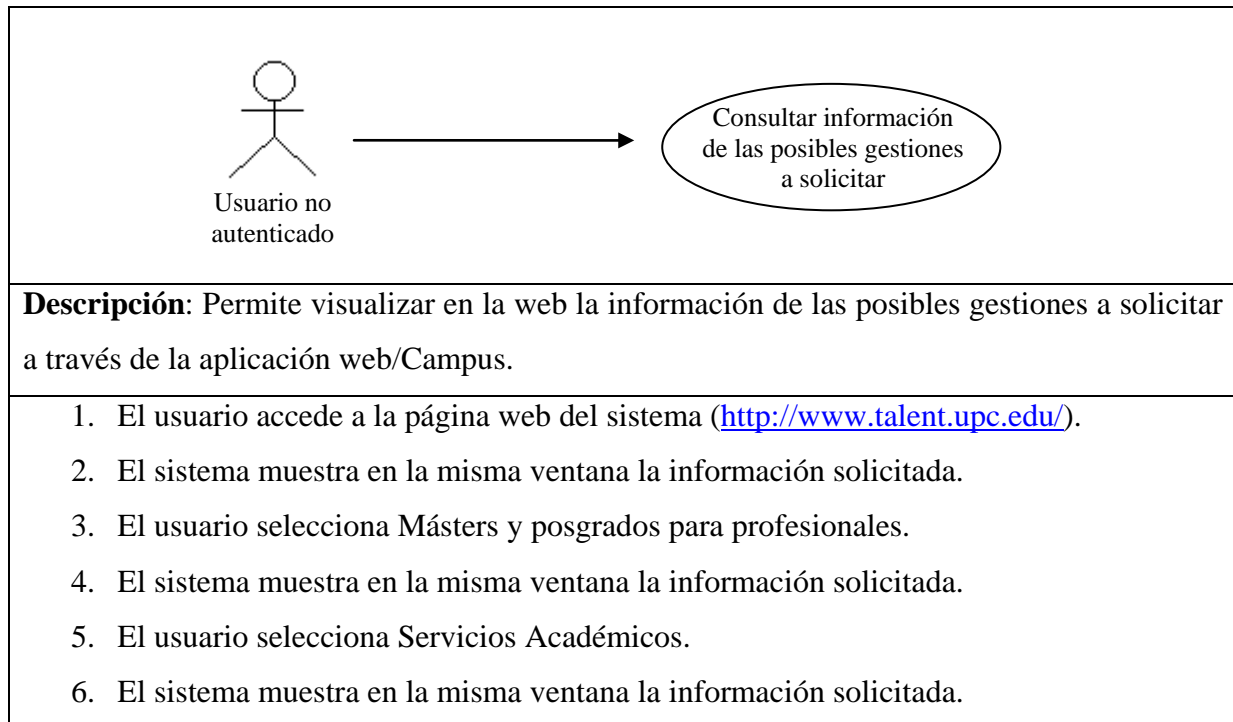 Consultar información
de las posibles gestiones
a solicitar
Usuario no
autenticado
Descripción: Permite visualizar en la web la información de las posibles gestiones a solicitar
a través de la aplicación web/Campus.
1. El usuario accede a la página web del sistema (http://www.talent.upc.edu/).
2. El sistema muestra en la misma ventana la información solicitada.
3. El usuario selecciona Másters y posgrados para profesionales.
4. El sistema muestra en la misma ventana la información solicitada.
5. El usuario selecciona Servicios Académicos.
6. El sistema muestra en la misma ventana la información solicitada.